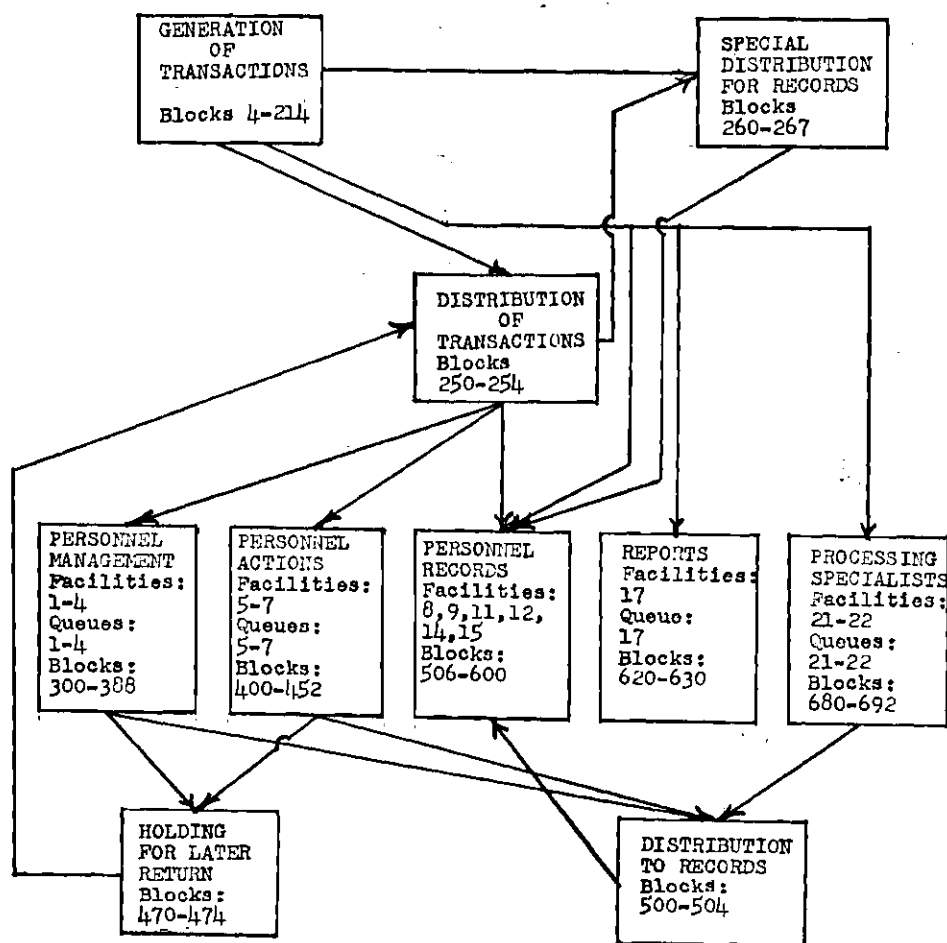 GENERATION
OF
TRANSACTIONS
Blocks 4-214
SPECIAL
DISTRIBUTION
FOR RECORDS
Blocks
260-267
DISTRIBUTION
OF
TRANSACTIONS
Blocks
250-254
PERSONNEL
MANAGEMENT
Facilities:
1-4
Queues:
1-4
Blocks:
300-388
PERSONNEL
ACTIONS
Facilities:
5-7
Queues:
5-7
Blocks:
400-452
PERSONNEL
RECORDS
Facilities:
8,9,11,12,
14,15
Blocks:
506-600
REPORTS
Facilities:
17
Queue:
17
Blocks:
620-630
PROCESSING
SPECIALISTS
Facilities:
21-22
Queues:
21-22
Blocks:
680-692
HOLDING
FOR LATER
RETURN
Blocks:
470-474
DISTRIBUTION
TO RECORDS
Blocks:
500-504